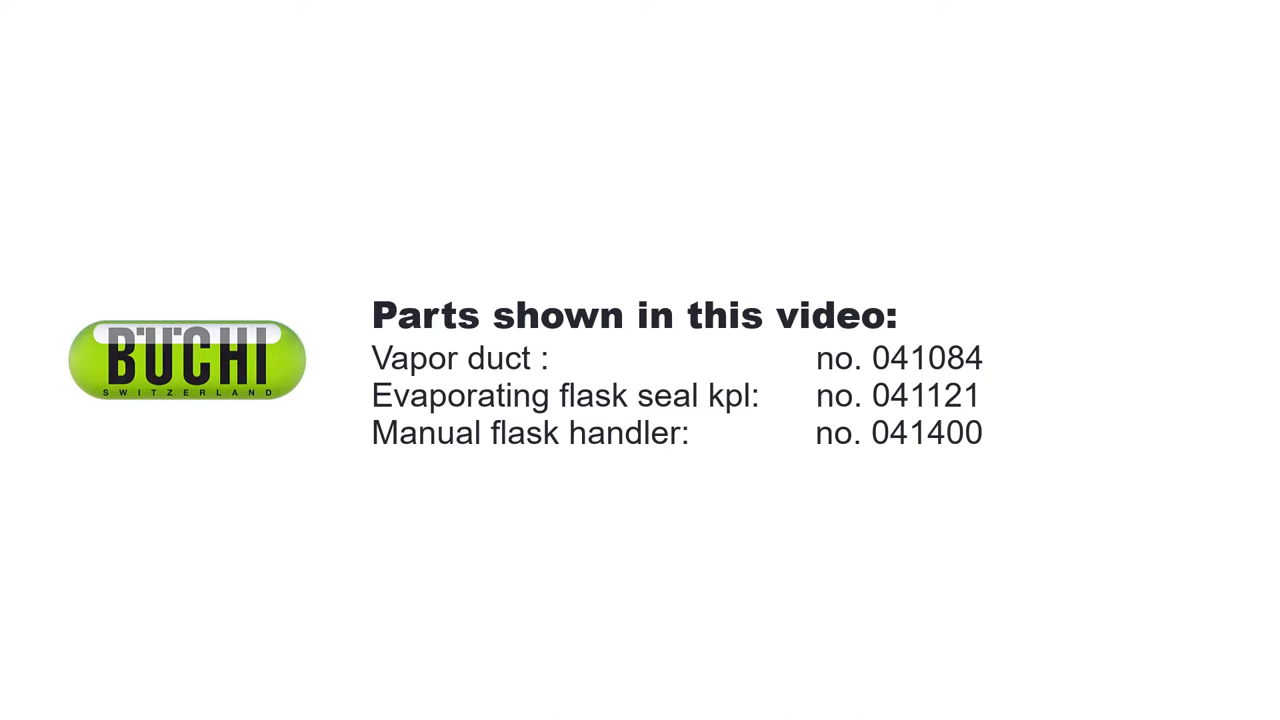 BÜCHI
SWITZERLAND
Parts shown in this video:
Vapor duct : no. 041084
Evaporating flask seal kpl: no. 041121
Manual flask handler: no. 041400